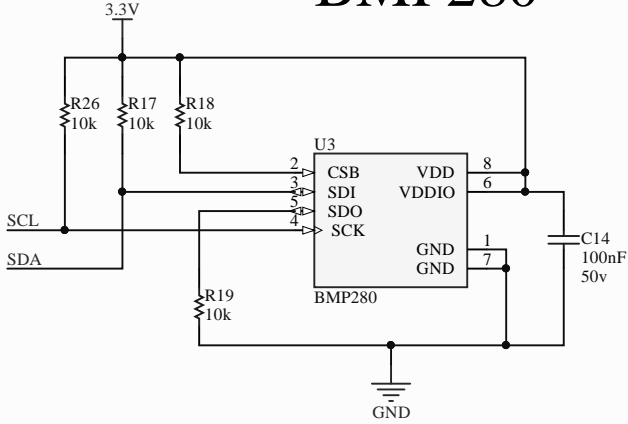 BMP280
3.3V
R26
10k
R17
10k
R18
10k
U3
2
CSB
VDD
8
3
SDI
VDDIO
6
5
SDO
4
SCK
SCL
GND
1
SDA
GND
7
C14
100nF
50v
R19
10k
BMP280
GND